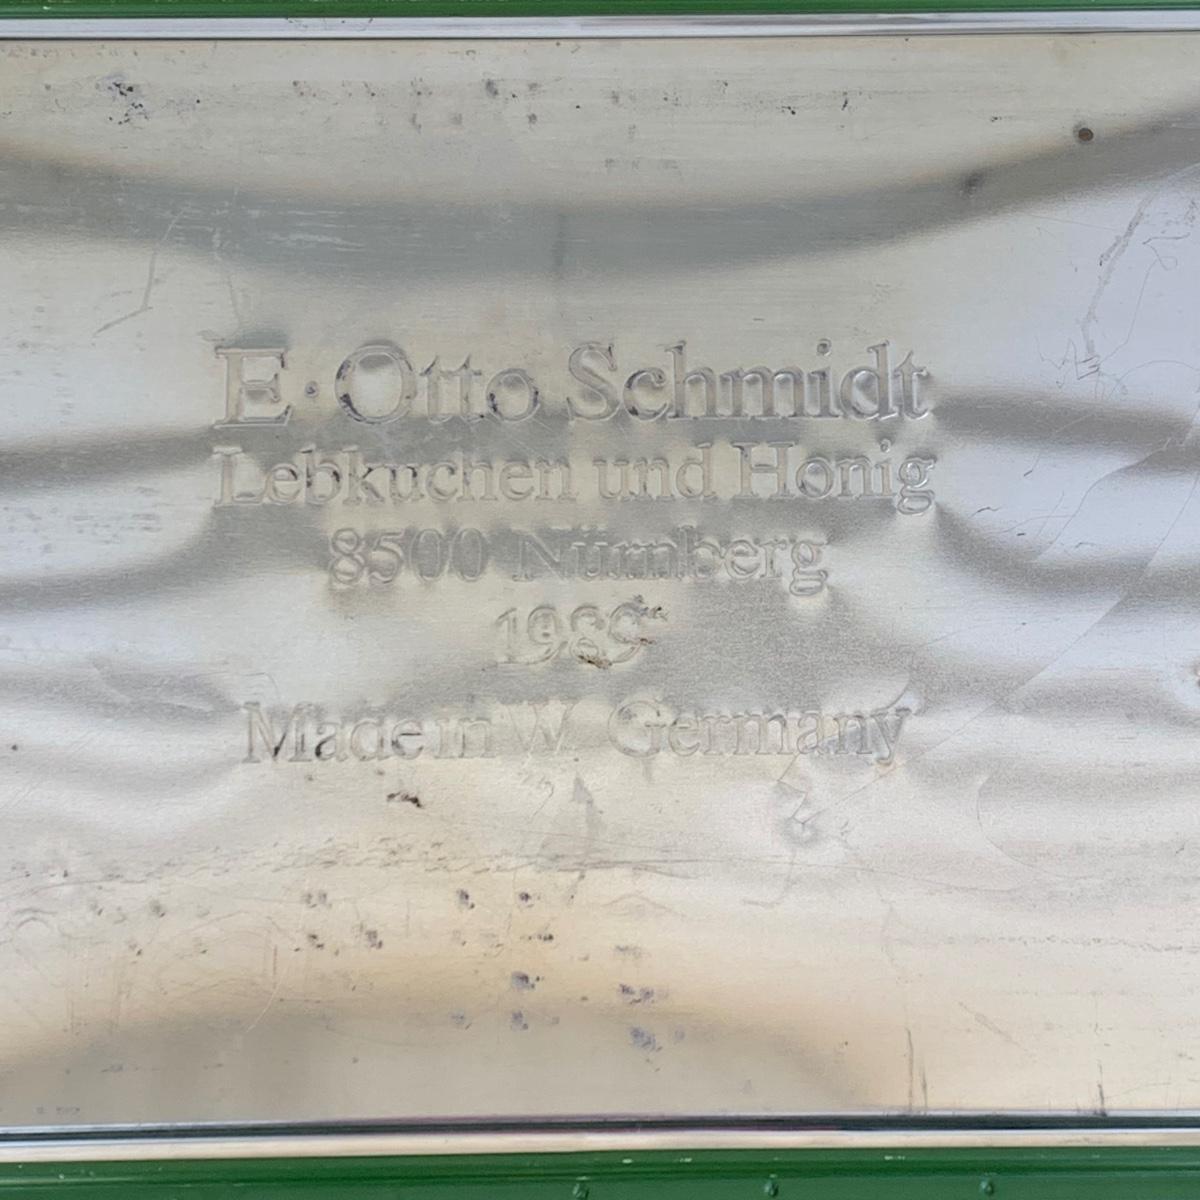 E·Otto Schmidt
Lebkuchen und Honig
8500 Nürnberg
1989
Made in W. Germany